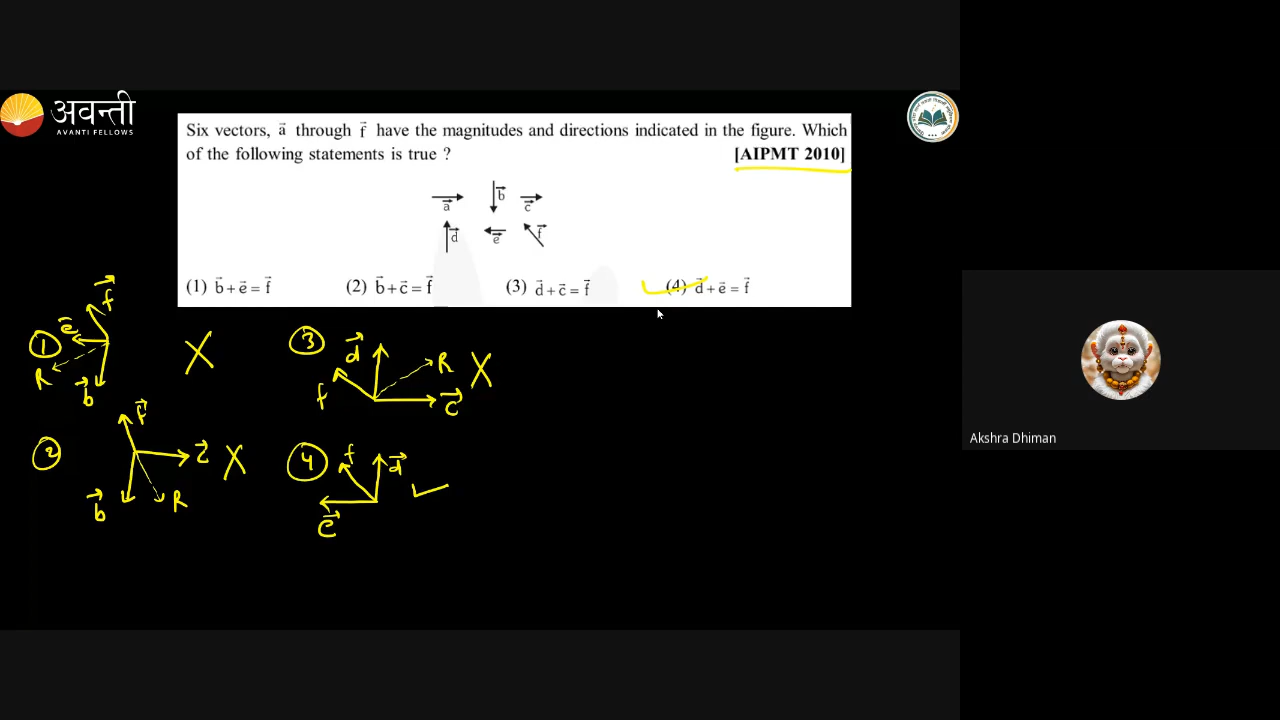 अवन्ती
AVANTI FELLOWS
Six vectors, a⃗ through f⃗ have the magnitudes and directions indicated in the figure. Which
of the following statements is true ?
[AIPMT 2010]
a⃗ b⃗ c⃗
d⃗ e⃗ f⃗
(1) b⃗ + e⃗ = f⃗ (2) b⃗ + c⃗ = f⃗ (3) d⃗ + c⃗ = f⃗ (4) d⃗ + e⃗ = f⃗
① f⃗ e⃗ R b⃗ X
③ d⃗ f R c⃗ X
② f⃗ c⃗ b⃗ R X
④ f d⃗ e⃗ ✓
Akshra Dhiman